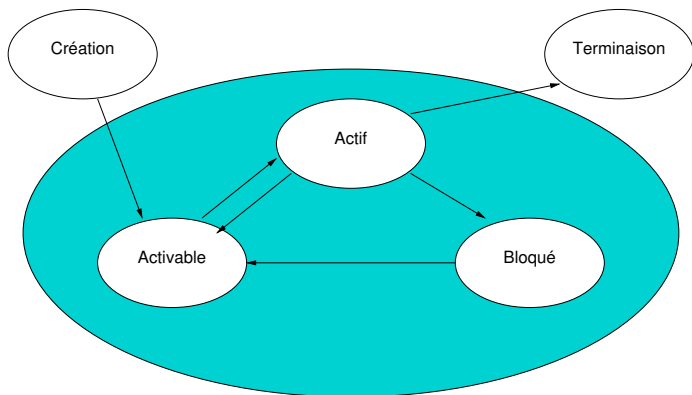 Création
Terminaison
Actif
Activable
Bloqué